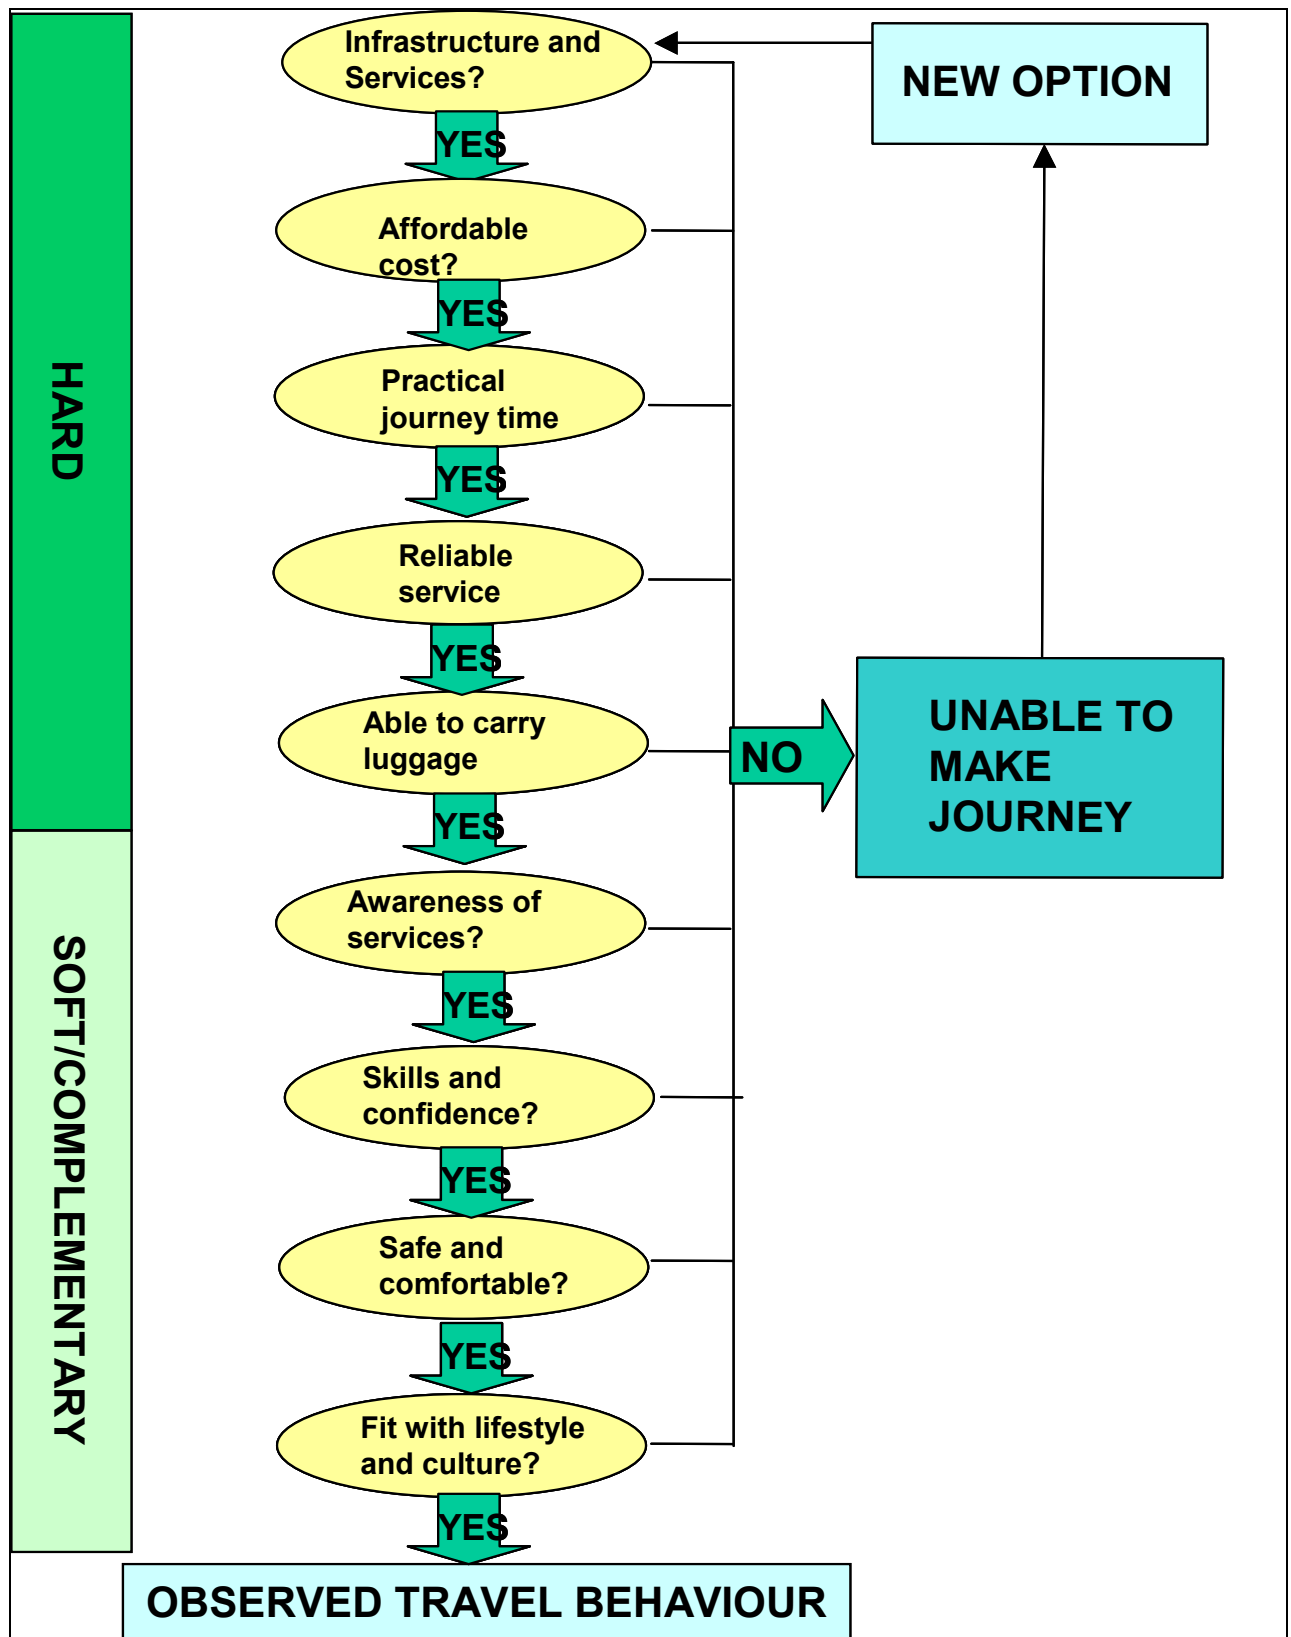 Infrastructure and
Services?
NEW OPTION
YES
Affordable
cost?
YES
Practical
journey time
HARD
YES
Reliable
service
YES
Able to carry
luggage
NO
UNABLE TO
MAKE
JOURNEY
YES
Awareness of
services?
SOFT/COMPLEMENTARY
YES
Skills and
confidence?
YES
Safe and
comfortable?
YES
Fit with lifestyle
and culture?
YES
OBSERVED TRAVEL BEHAVIOUR